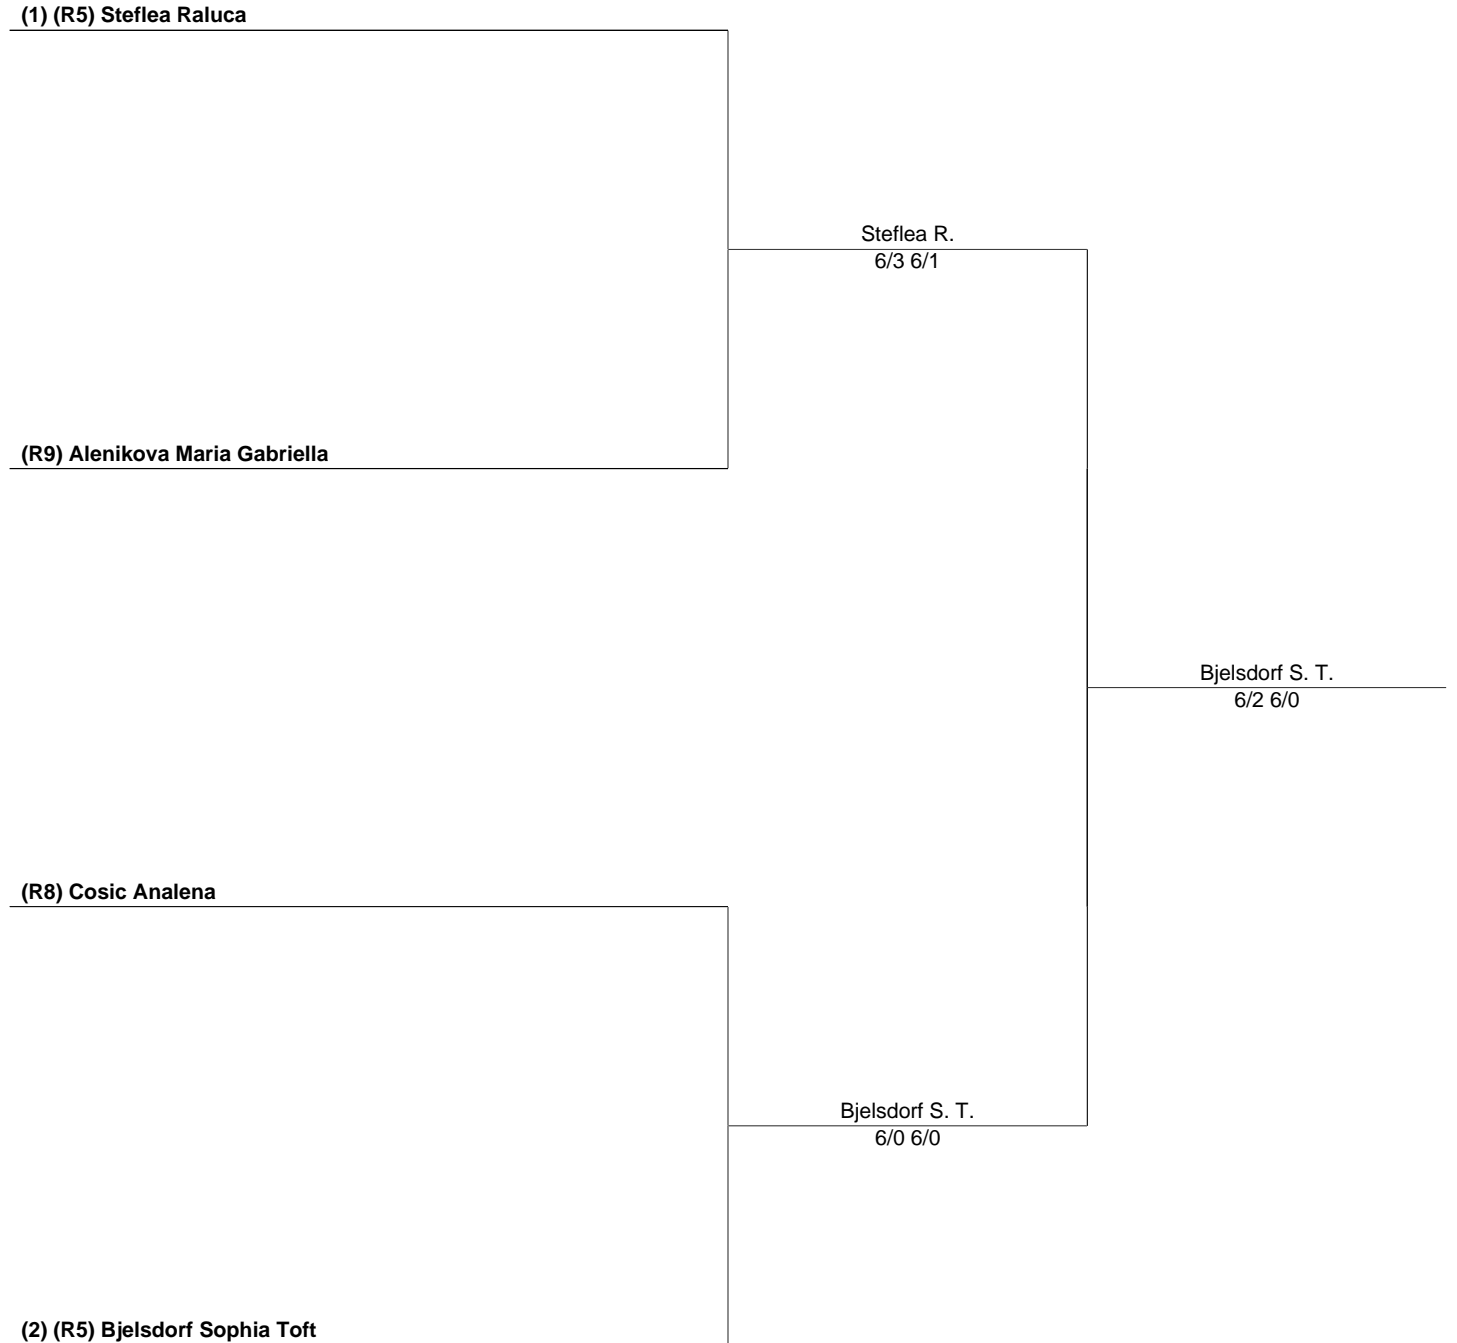 (1) (R5) Steflea Raluca
Steflea R.
6/3 6/1
(R9) Alenikova Maria Gabriella
Bjelsdorf S. T.
6/2 6/0
(R8) Cosic Analena
Bjelsdorf S. T.
6/0 6/0
(2) (R5) Bjelsdorf Sophia Toft